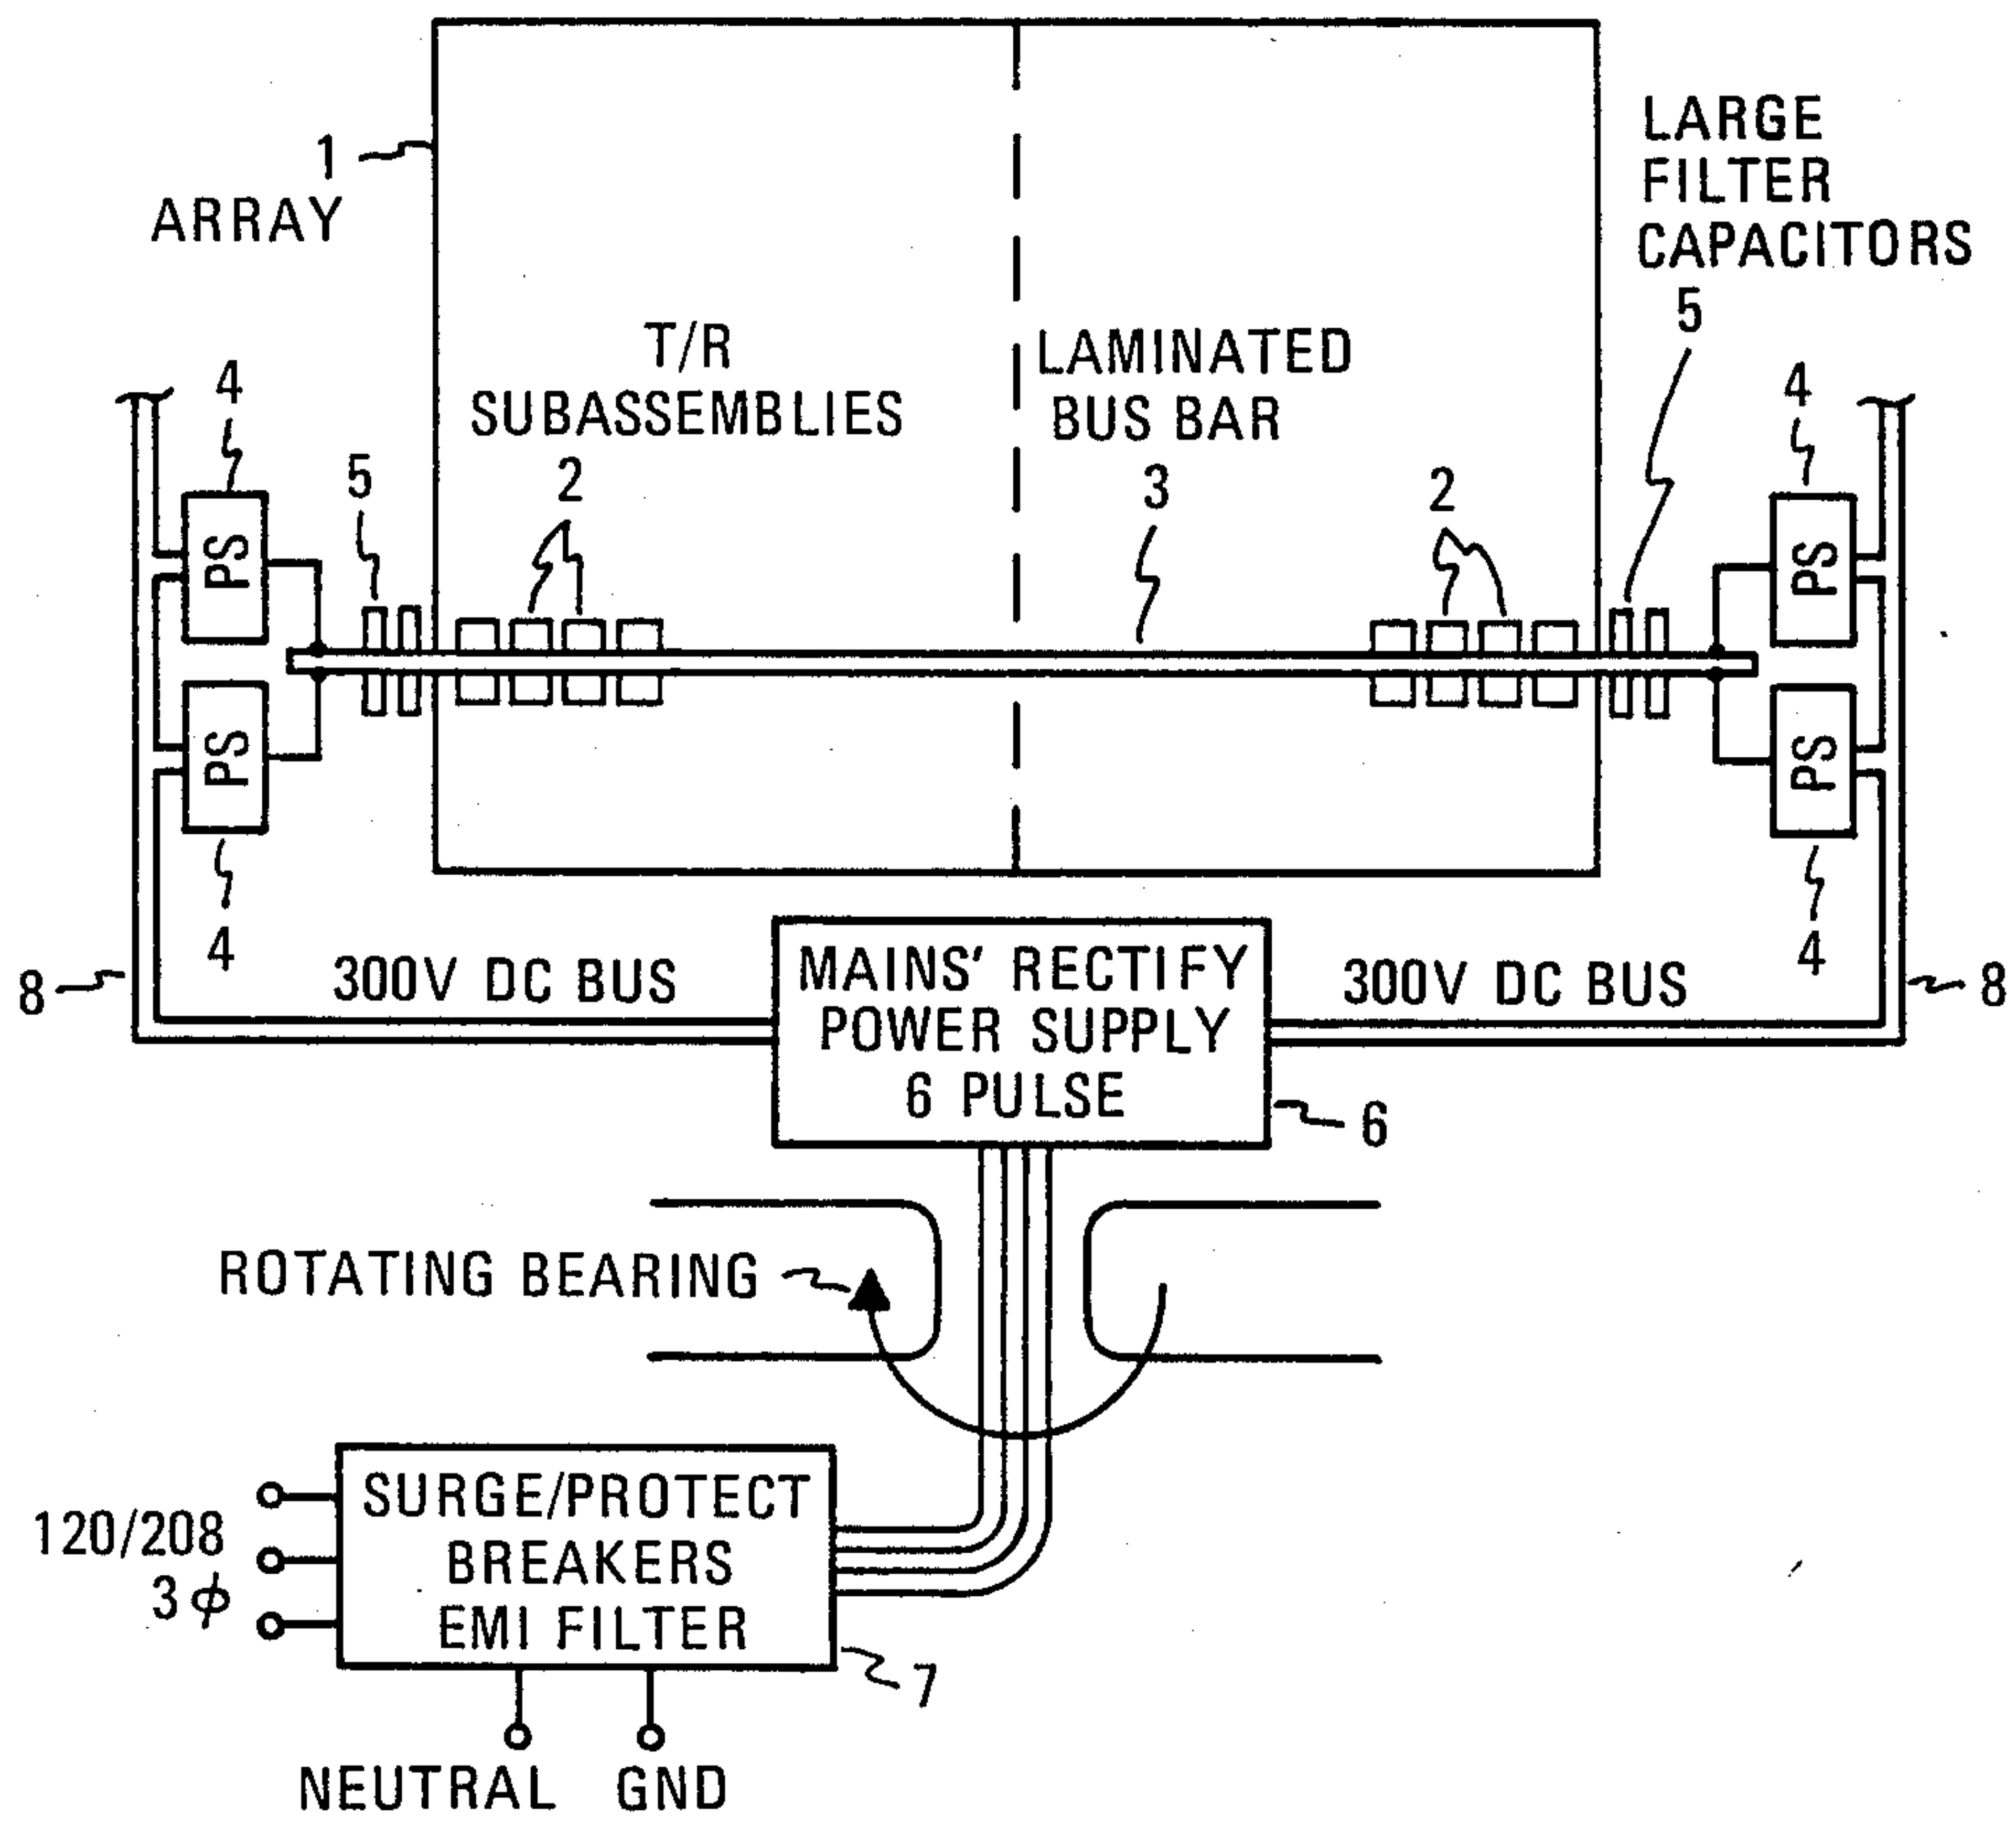 1
ARRAY
LARGE
FILTER
CAPACITORS
5
T/R
SUBASSEMBLIES
2
LAMINATED
BUS BAR
3
2
4
5
4
PS
PS
PS
PS
4
4
8
300V DC BUS
MAINS' RECTIFY
POWER SUPPLY
6 PULSE
6
300V DC BUS
8
ROTATING BEARING
120/208
3 ϕ
SURGE/PROTECT
BREAKERS
EMI FILTER
7
NEUTRAL
GND